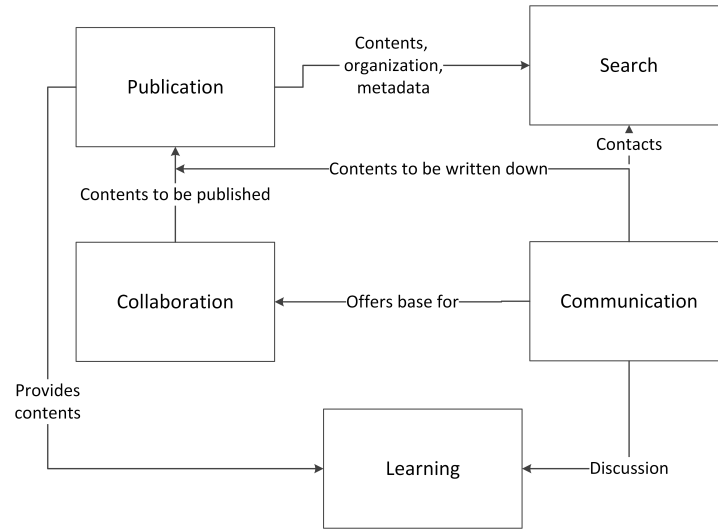 Contents,
organization,
metadata
Search
Publication
Contacts
Contents to be written down
Contents to be published
Collaboration
Offers base for
Communication
Provides
contents
Learning
Discussion